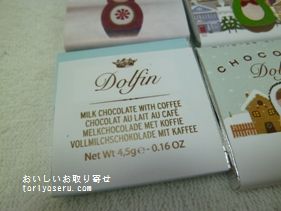 Dolfin
MILK CHOCOLATE WITH COFFEE
CHOCOLAT AU LAIT AU CAFÉ
MELKCHOCOLADE MET KOFFIE
VOLLMILCHSCHOKOLADE MIT KAFFEE
Net Wt 4,5g ⁓ 0.16 OZ
CHOCO
Dol
おいしいお取り寄せ
toriyoseru.com